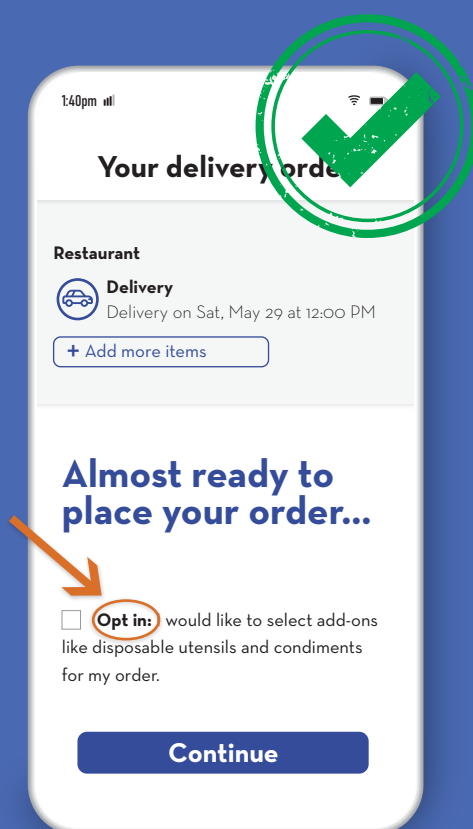 1:40pm
Your delivery orde
Restaurant
Delivery
Delivery on Sat, May 29 at 12:00 PM
+ Add more items
Almost ready to
place your order...
Opt in: would like to select add-ons
like disposable utensils and condiments
for my order.
Continue